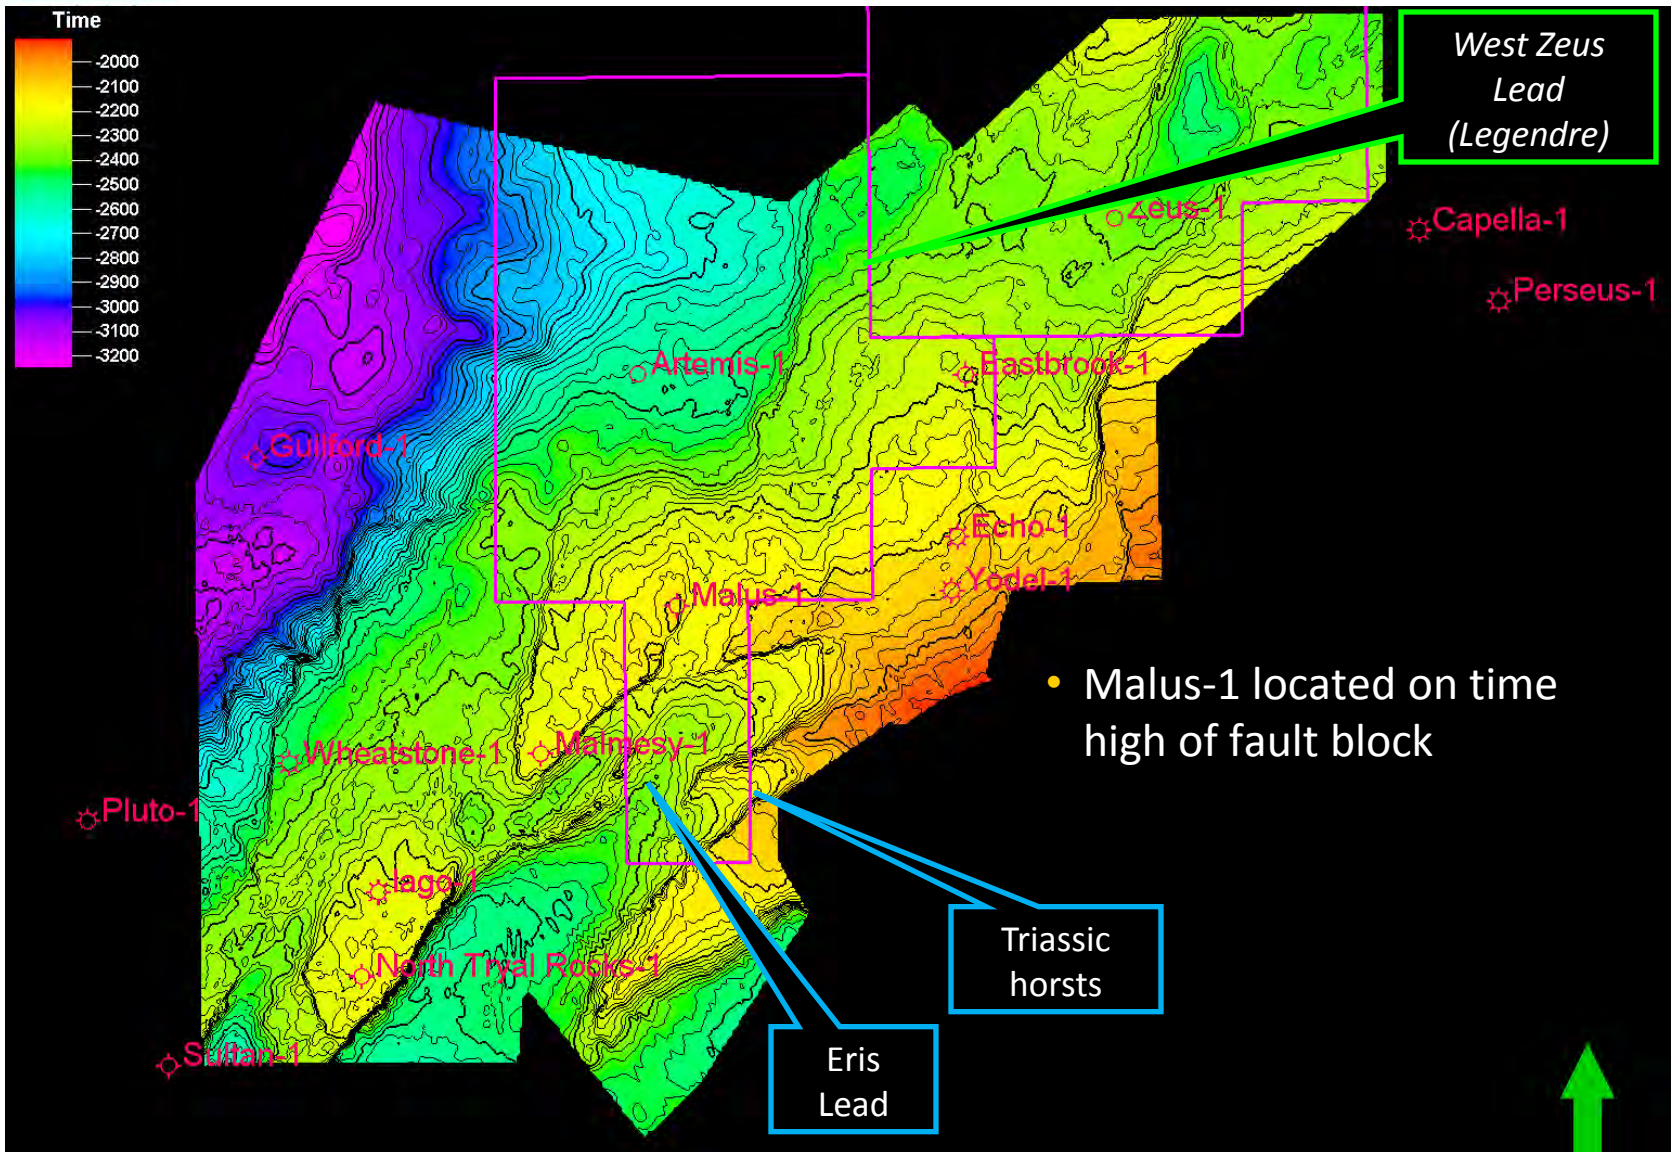 Time
-2000
-2100
-2200
-2300
-2400
-2500
-2600
-2700
-2800
-2900
-3000
-3100
-3200
West Zeus
Lead
(Legendre)
Zeus-1
Capella-1
Perseus-1
Artemis-1
Eastbrook-1
Guilford-1
Echo-1
Yodel-1
Malus-1
• Malus-1 located on time
high of fault block
Malmesy-1
Wheatstone-1
Pluto-1
Iago-1
Triassic
horsts
North Tryal Rocks-1
Sultan-1
Eris
Lead